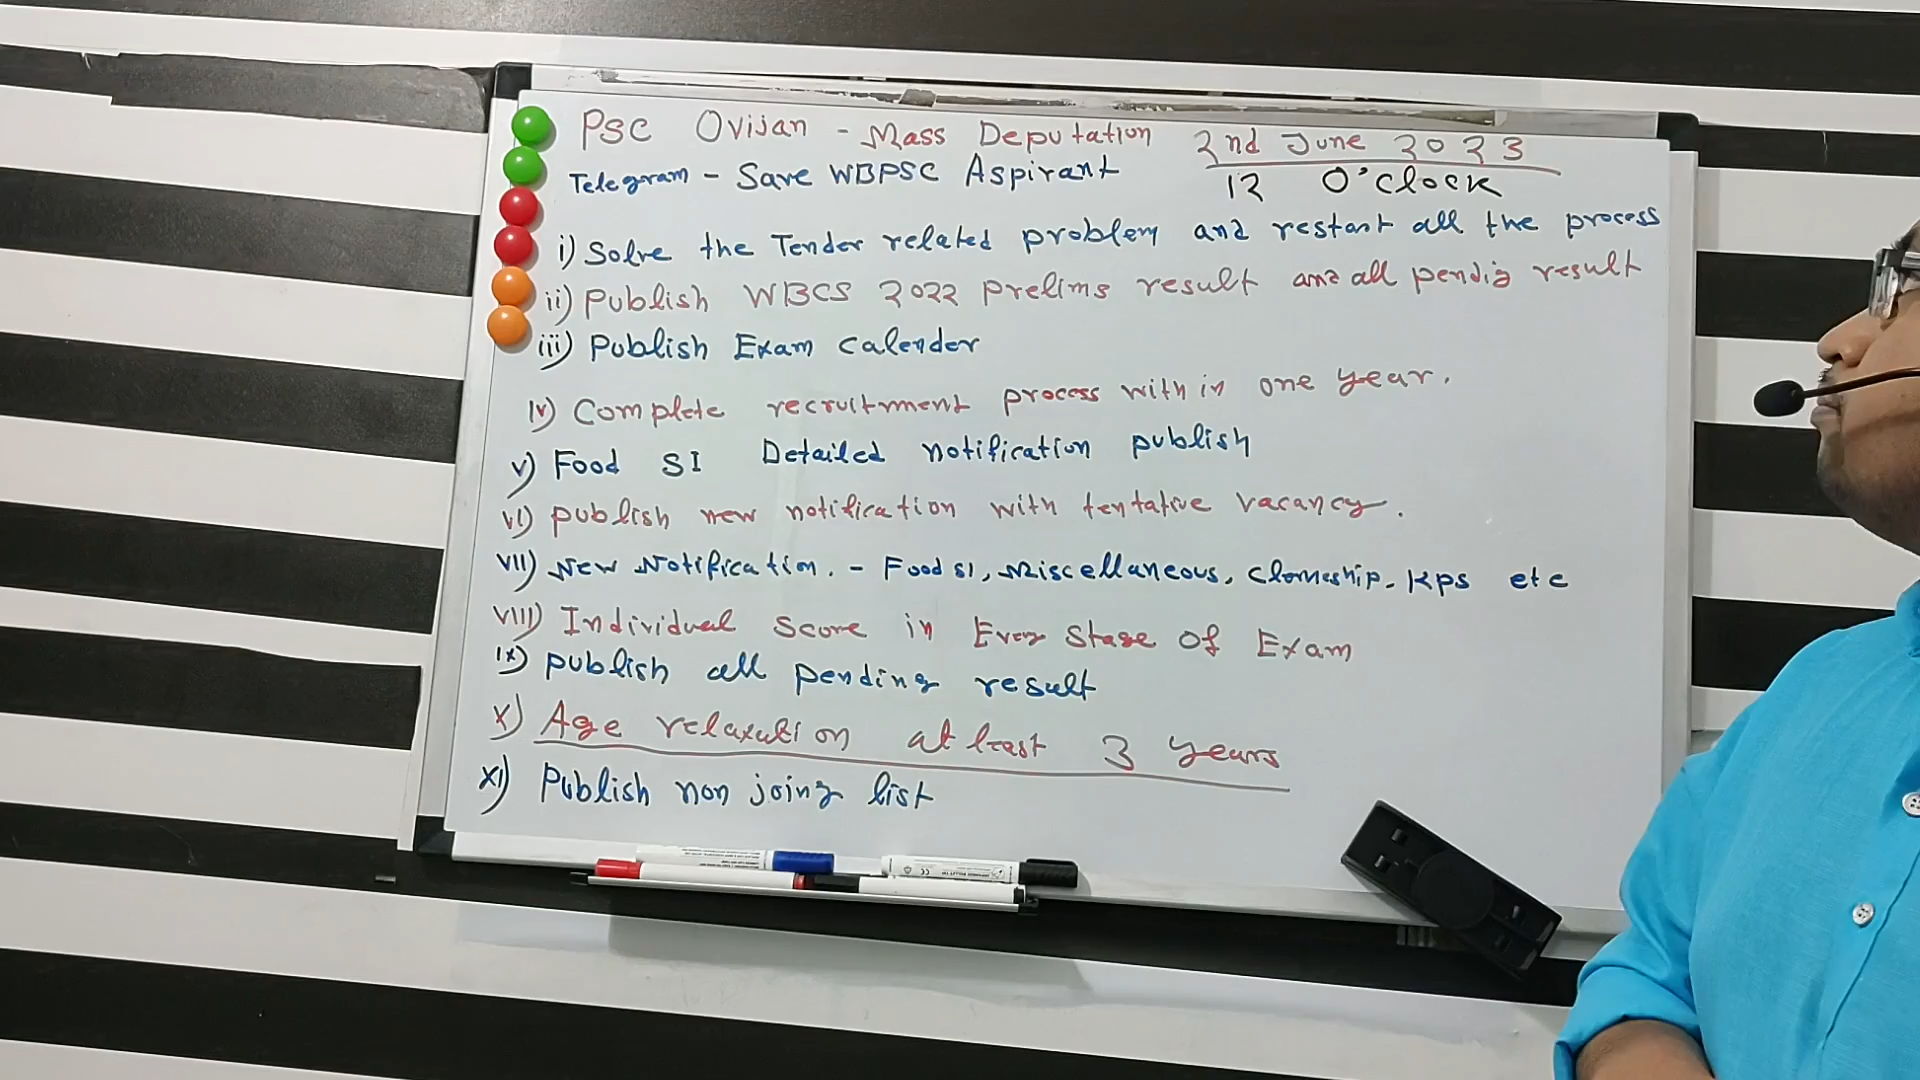 PSC Ovijan - Mass Deputation 2nd June 2023
Telegram - Save WBPSC Aspirant 12 O'clock
i) Solve the Tender related problem and restart all the process
ii) Publish WBCS 2022 Prelims result and all pendig result
iii) Publish Exam calender
iv) Complete recruitment process with in one year.
v) Food SI Detailed notification publish
vi) publish new notification with tentative vacancy.
VII) New Notification. - Food SI, Miscellaneous, Clerkship, KPS etc
VIII) Individual Score in Every Stage Of Exam
ix) publish all pending result
x) Age relaxation at least 3 years
xi) Publish non joing list